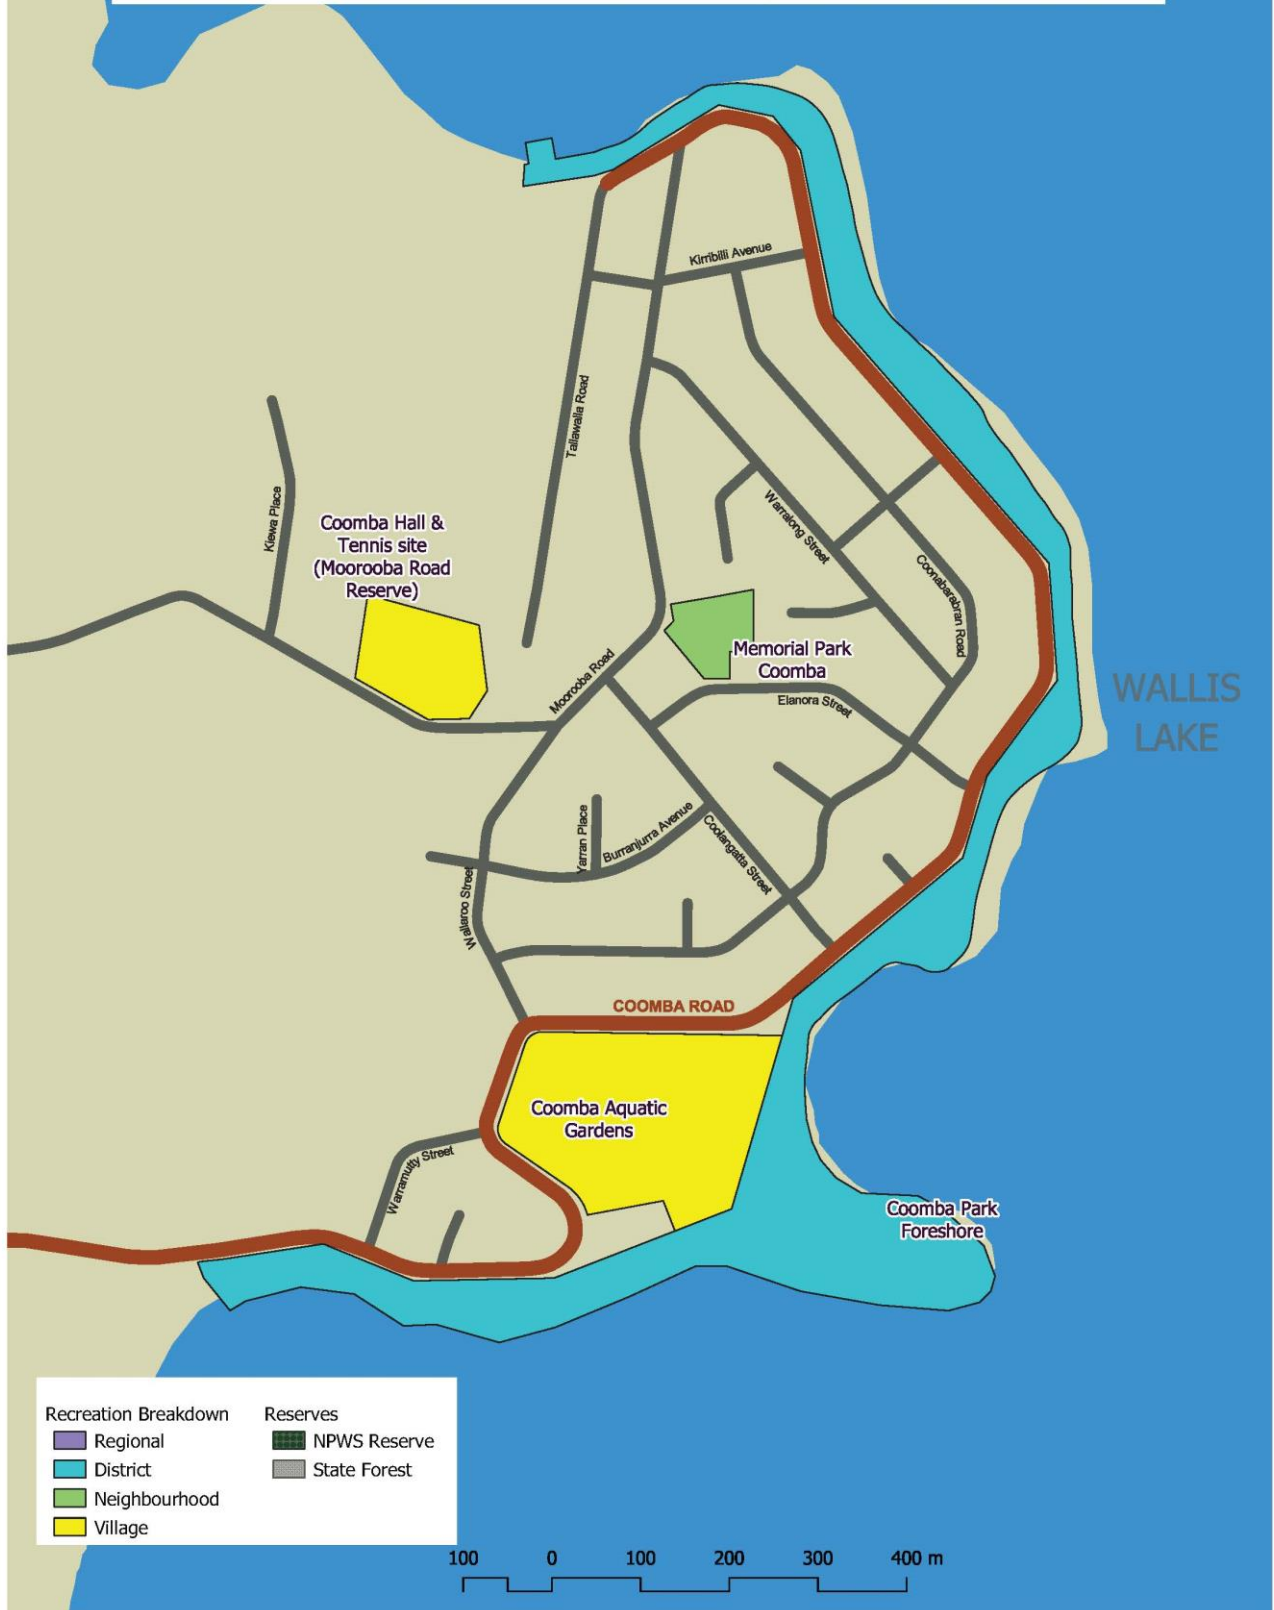 Kirribilli Avenue
Tallawalla Road
Kiewa Place
Coomba Hall &
Tennis site
(Moorooba Road
Reserve)
Warralong Street
Coonabarabran Road
Memorial Park
Coomba
Moorooba Road
Elanora Street
WALLIS
LAKE
Yarran Place
Burranjurra Avenue
Coolangatta Street
Wallaroo Street
COOMBA ROAD
Coomba Aquatic
Gardens
Warramutty Street
Coomba Park
Foreshore
Recreation Breakdown
Regional
District
Neighbourhood
Village
Reserves
NPWS Reserve
State Forest
100 0 100 200 300 400 m